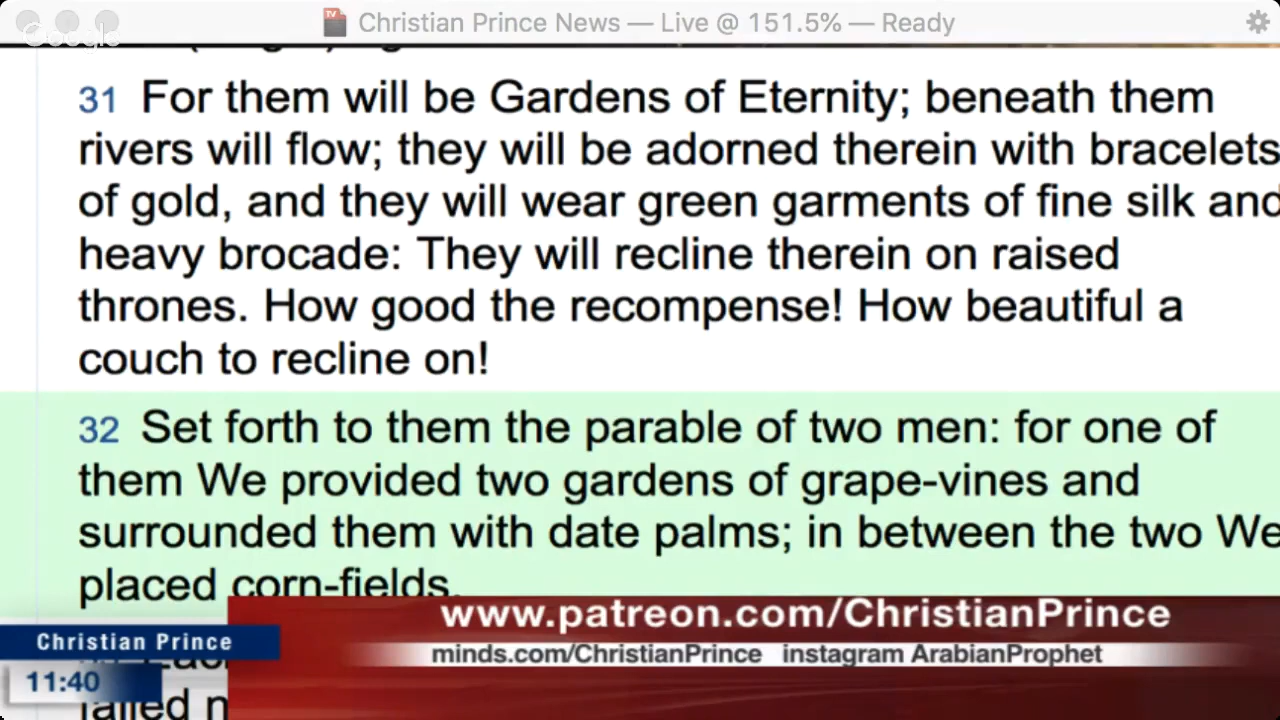 Christian Prince News — Live @ 151.5% — Ready
Google
31 For them will be Gardens of Eternity; beneath them
rivers will flow; they will be adorned therein with bracelets
of gold, and they will wear green garments of fine silk and
heavy brocade: They will recline therein on raised
thrones. How good the recompense! How beautiful a
couch to recline on!
32 Set forth to them the parable of two men: for one of
them We provided two gardens of grape-vines and
surrounded them with date palms; in between the two We
placed corn-fields.
www.patreon.com/ChristianPrince
Christian Prince
minds.com/ChristianPrince instagram ArabianProphet
11:40
failed n